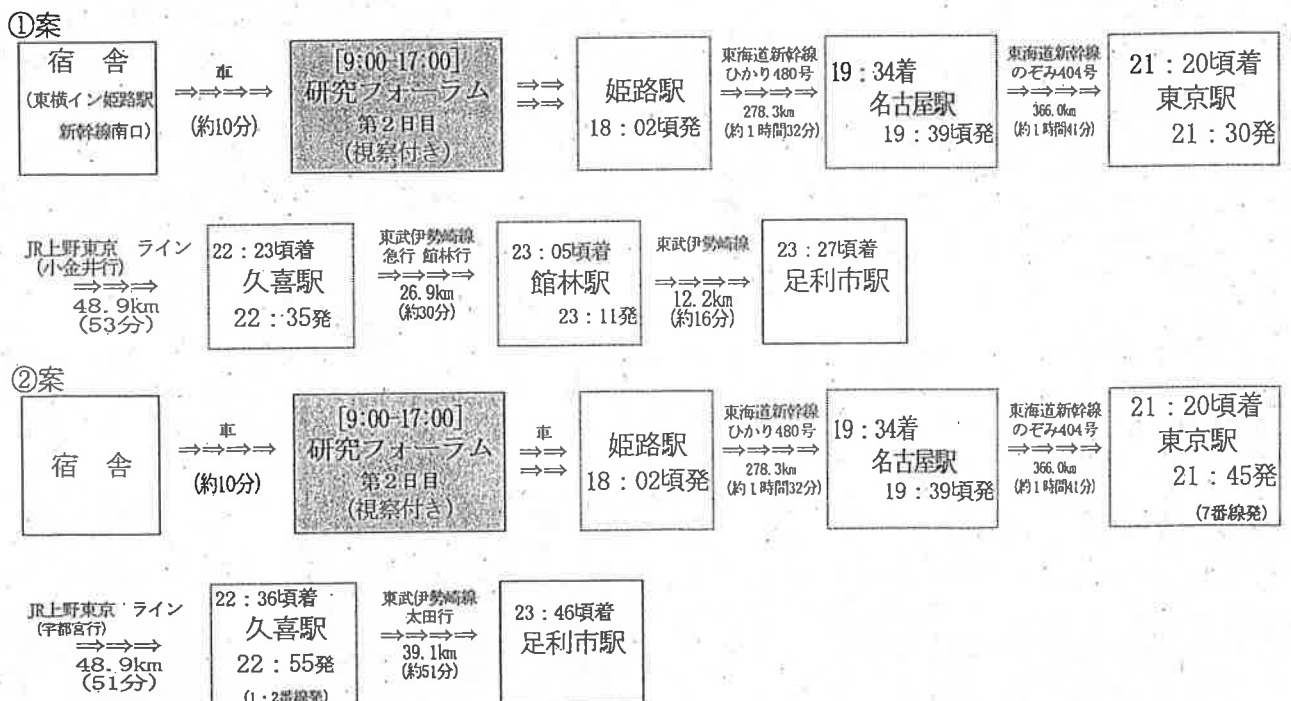 ①案
宿 舎
(東横イン姫路駅
新幹線南口)
車
⇒⇒⇒⇒
(約10分)
[9:00-17:00]
研究フォーラム
第2日目
(視察付き)
⇒⇒
⇒⇒
姫路駅
18:02頃発
東海道新幹線
ひかり480号
⇒⇒⇒⇒
278.3km
(約1時間32分)
19:34着
名古屋駅
19:39頃発
東海道新幹線
のぞみ404号
⇒⇒⇒⇒
366.0km
(約1時間41分)
21:20頃着
東京駅
21:30発
JR上野東京 ライン
(小金井行)
⇒⇒⇒
48.9km
(53分)
22:23頃着
久喜駅
22:35発
東武伊勢崎線
急行 館林行
⇒⇒⇒⇒
26.9km
(約30分)
23:05頃着
館林駅
23:11発
東武伊勢崎線
⇒⇒⇒⇒
12.2km
(約16分)
23:27頃着
足利市駅
②案
宿 舎
車
⇒⇒⇒⇒
(約10分)
[9:00-17:00]
研究フォーラム
第2日目
(視察付き)
車
⇒⇒
⇒⇒
姫路駅
18:02頃発
東海道新幹線
ひかり480号
⇒⇒⇒⇒
278.3km
(約1時間32分)
19:34着
名古屋駅
19:39頃発
東海道新幹線
のぞみ404号
⇒⇒⇒⇒
366.0km
(約1時間41分)
21:20頃着
東京駅
21:45発
(7番線発)
JR上野東京 ライン
(宇都宮行)
⇒⇒⇒
48.9km
(51分)
22:36頃着
久喜駅
22:55発
(1・2番線発)
東武伊勢崎線
太田行
⇒⇒⇒⇒
39.1km
(約51分)
23:46頃着
足利市駅